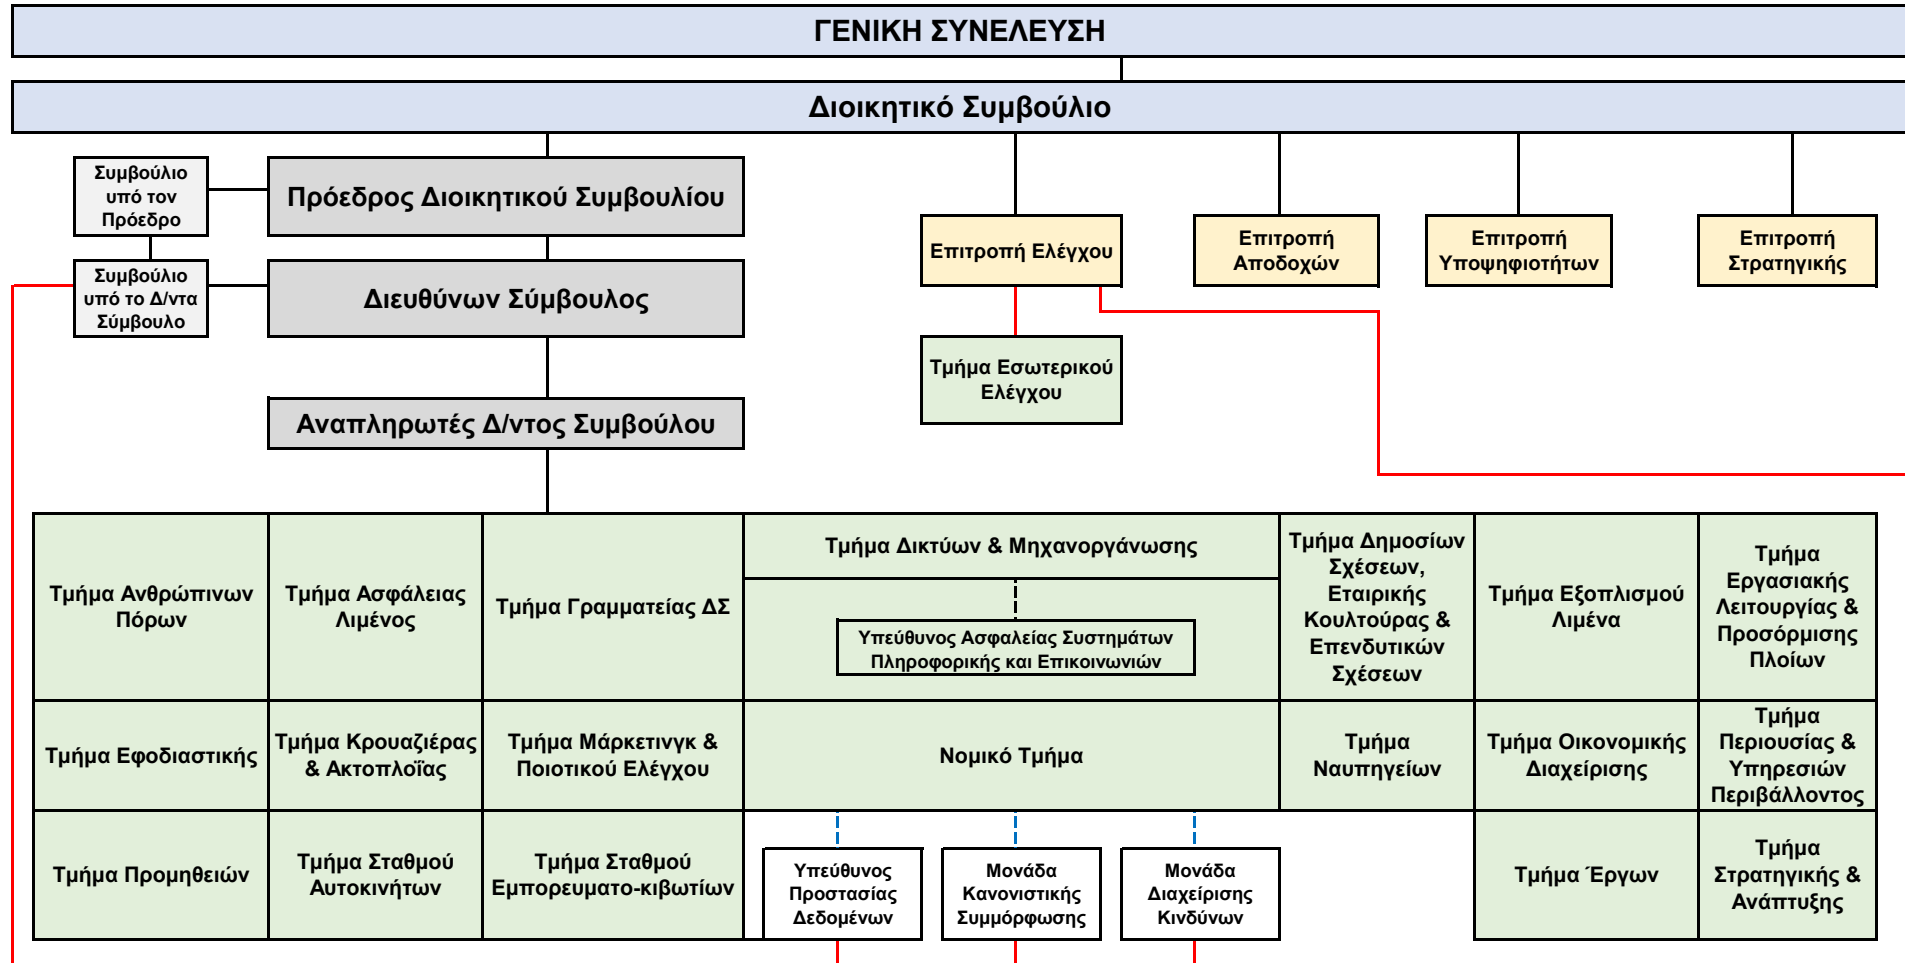 ΓΕΝΙΚΗ ΣΥΝΕΛΕΥΣΗ
Διοικητικό Συμβούλιο
Συμβούλιο
υπό τον
Πρόεδρο
Πρόεδρος Διοικητικού Συμβουλίου
Επιτροπή Ελέγχου
Επιτροπή
Αποδοχών
Επιτροπή
Υποψηφιοτήτων
Επιτροπή
Στρατηγικής
Συμβούλιο
υπό το Δ/ντα
Σύμβουλο
Διευθύνων Σύμβουλος
Τμήμα Εσωτερικού
Ελέγχου
Αναπληρωτές Δ/ντος Συμβούλου
Τμήμα Ανθρώπινων
Πόρων
Τμήμα Ασφάλειας
Λιμένος
Τμήμα Γραμματείας ΔΣ
Τμήμα Δικτύων & Μηχανοργάνωσης
Υπεύθυνος Ασφαλείας Συστημάτων
Πληροφορικής και Επικοινωνιών
Τμήμα Δημοσίων
Σχέσεων,
Εταιρικής
Κουλτούρας &
Επενδυτικών
Σχέσεων
Τμήμα Εξοπλισμού
Λιμένα
Τμήμα
Εργασιακής
Λειτουργίας &
Προσόρμισης
Πλοίων
Τμήμα Εφοδιαστικής
Τμήμα Κρουαζιέρας
& Ακτοπλοΐας
Τμήμα Μάρκετινγκ &
Ποιοτικού Ελέγχου
Νομικό Τμήμα
Τμήμα
Ναυπηγείων
Τμήμα Οικονομικής
Διαχείρισης
Τμήμα
Περιουσίας &
Υπηρεσιών
Περιβάλλοντος
Τμήμα Προμηθειών
Τμήμα Σταθμού
Αυτοκινήτων
Τμήμα Σταθμού
Εμπορευματο-κιβωτίων
Υπεύθυνος
Προστασίας
Δεδομένων
Μονάδα
Κανονιστικής
Συμμόρφωσης
Μονάδα
Διαχείρισης
Κινδύνων
Τμήμα Έργων
Τμήμα
Στρατηγικής &
Ανάπτυξης